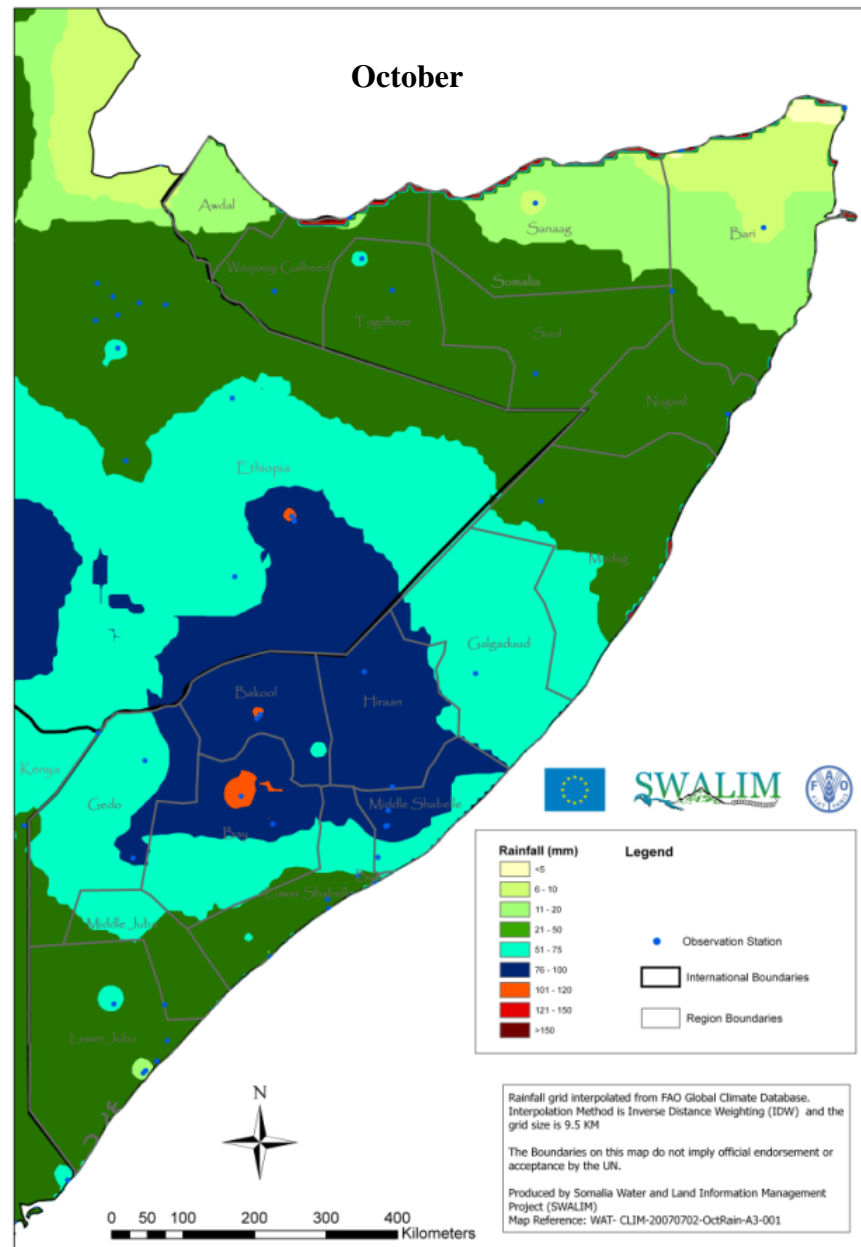 October
Awdal
Sanaag
Bari
Woqooyi Galbeed
Somalia
Togdheer
Sool
Nugaal
Ethiopia
Mudug
Galgaduud
Bakool
Hiraan
Kenya
Gedo
SWALIM
F A O
FIAT PANIS
Middle Shabelle
Bay
Lower Shabelle
Middle Juba
Lower Juba
Rainfall (mm)
Legend
<5
6 - 10
11 - 20
21 - 50
51 - 75
76 - 100
101 - 120
121 - 150
>150
Observation Station
International Boundaries
Region Boundaries
N
Rainfall grid interpolated from FAO Global Climate Database.
Interpolation Method is Inverse Distance Weighting (IDW) and the
grid size is 9.5 KM
The Boundaries on this map do not imply official endorsement or
acceptance by the UN.
Produced by Somalia Water and Land Information Management
Project (SWALIM)
Map Reference: WAT- CLIM-20070702-OctRain-A3-001
0 50 100 200 300 400
Kilometers